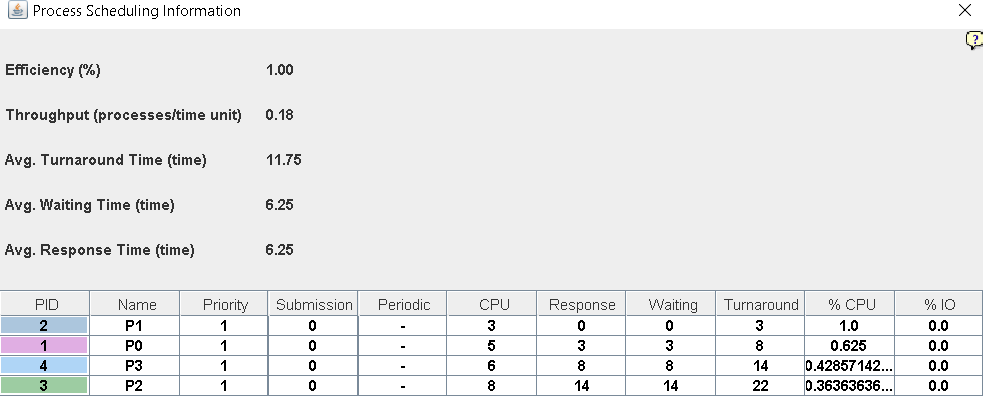 Process Scheduling Information
?
Efficiency (%) 1.00
Throughput (processes/time unit) 0.18
Avg. Turnaround Time (time) 11.75
Avg. Waiting Time (time) 6.25
Avg. Response Time (time) 6.25
PID Name Priority Submission Periodic CPU Response Waiting Turnaround % CPU % IO
2 P1 1 0 - 3 0 0 3 1.0 0.0
1 P0 1 0 - 5 3 3 8 0.625 0.0
4 P3 1 0 - 6 8 8 14 0.42857142... 0.0
3 P2 1 0 - 8 14 14 22 0.36363636... 0.0